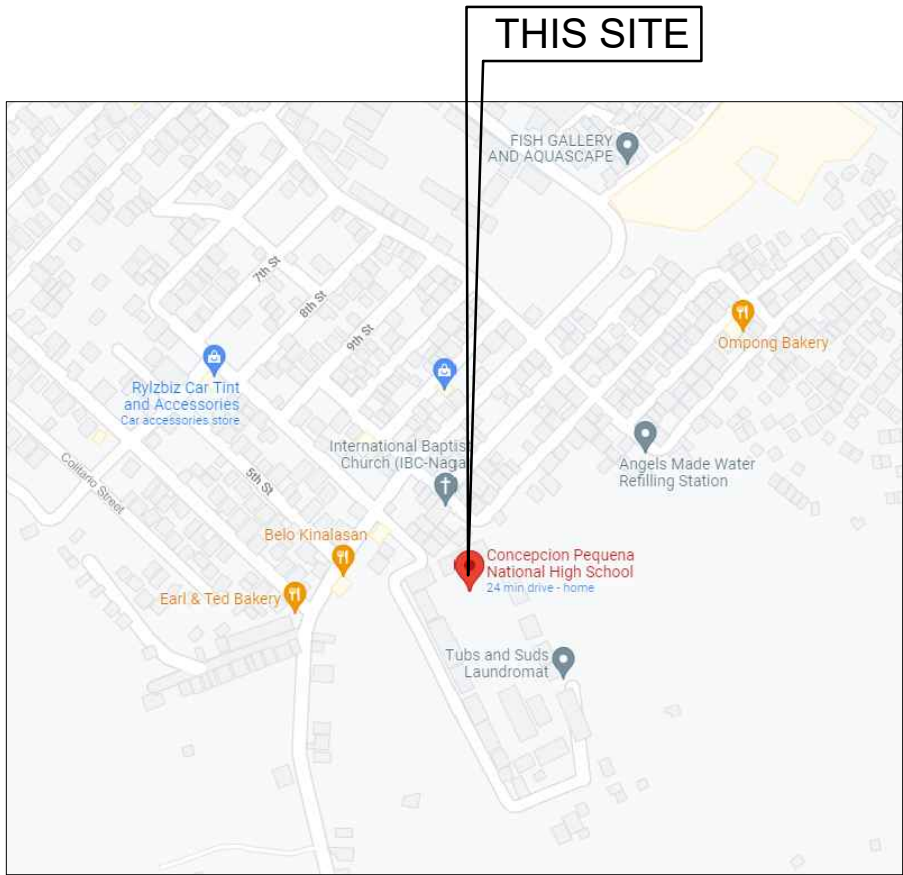 THIS SITE
FISH GALLERY
AND AQUASCAPE
7th St
8th St
9th St
Ompong Bakery
Rylzbiz Car Tint
and Accessories
Car accessories store
International Baptist
Church (IBC-Naga
Angels Made Water
Refilling Station
Colitano Street
5th St
Belo Kinalasan
Concepcion Pequena
National High School
24 min drive - home
Earl & Ted Bakery
Tubs and Suds
Laundromat